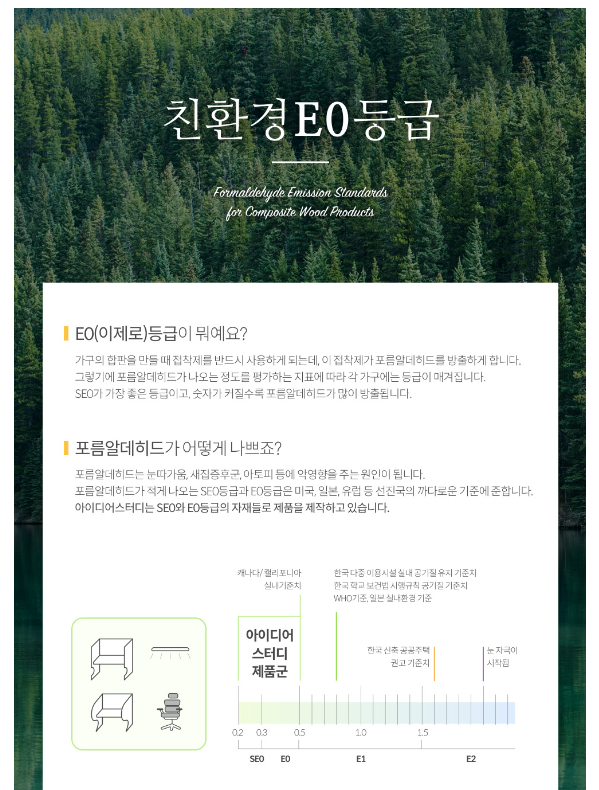 친환경E0등급
Formaldehyde Emission Standards
for Composite Wood Products
EO(이제로)등급이 뭐예요?
가구의 합판을 만들 때 접착제를 반드시 사용하게 되는데, 이 접착제가 포름알데히드를 방출하게 합니다.
그렇기에 포름알데히드가 나오는 정도를 평가하는 지표에 따라 각 가구에는 등급이 매겨집니다.
SE0가 가장 좋은 등급이고, 숫자가 커질수록 포름알데히드가 많이 방출됩니다.
포름알데히드가 어떻게 나쁘죠?
포름알데히드는 눈따가움, 새집증후군, 아토피 등에 악영향을 주는 원인이 됩니다.
포름알데히드가 적게 나오는 SE0등급과 E0등급은 미국, 일본, 유럽 등 선진국의 까다로운 기준에 준합니다.
아이디어스터디는 SE0와 E0등급의 자재들로 제품을 제작하고 있습니다.
캐나다/캘리포니아
실내기준치
한국 다중 이용시설 실내 공기질 유지 기준치
한국 학교 보건법 시행규칙 공기질 기준치
WHO기준, 일본 실내환경 기준
아이디어
스터디
제품군
한국 신축 공공주택
권고 기준치
눈 자극이
시작됨
0.2 0.3 0.5 1.0 1.5
SE0 E0 E1 E2